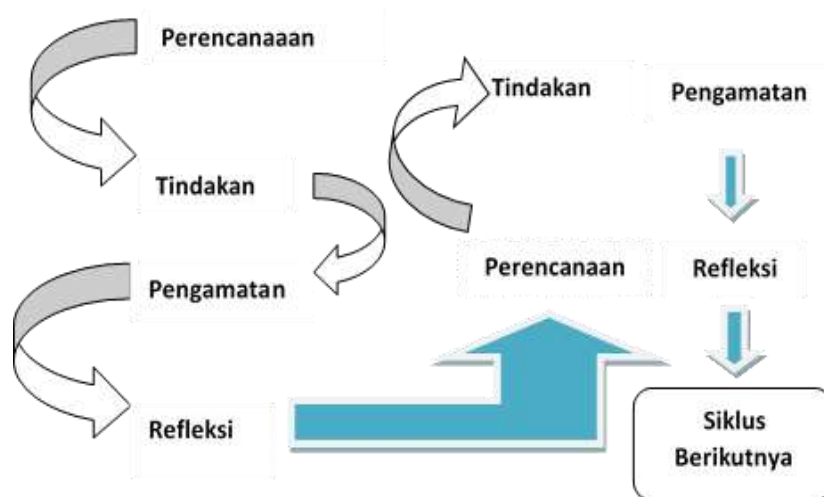 Perencanaaan
Tindakan
Pengamatan
Refleksi
Perencanaan
Tindakan
Pengamatan
Refleksi
Siklus
Berikutnya